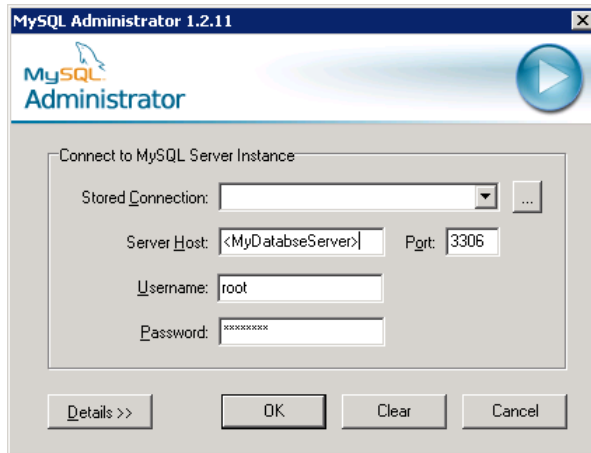 MySQL Administrator 1.2.11
MySQL
Administrator
Connect to MySQL Server Instance
Stored Connection:
...
Server Host: <MyDatabseServer> Port: 3306
Username: root
Password: ********
Details >> OK Clear Cancel